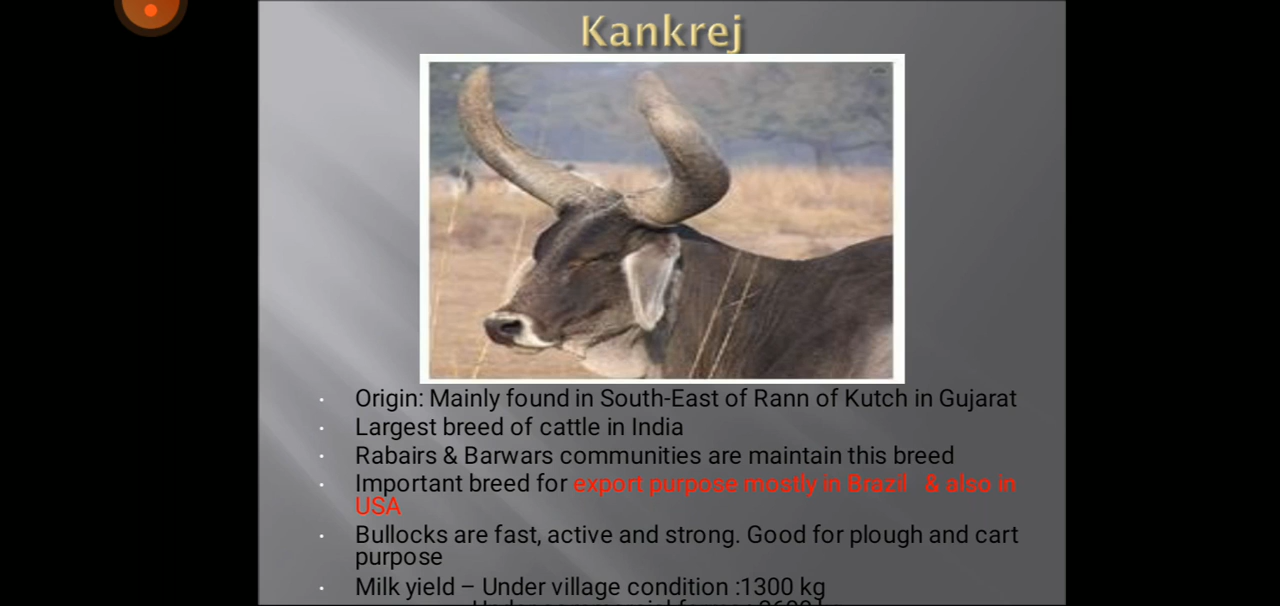 Kankrej
· Origin: Mainly found in South-East of Rann of Kutch in Gujarat
· Largest breed of cattle in India
· Rabairs & Barwars communities are maintain this breed
· Important breed for export purpose mostly in Brazil & also in
USA
· Bullocks are fast, active and strong. Good for plough and cart
purpose
· Milk yield – Under village condition :1300 kg